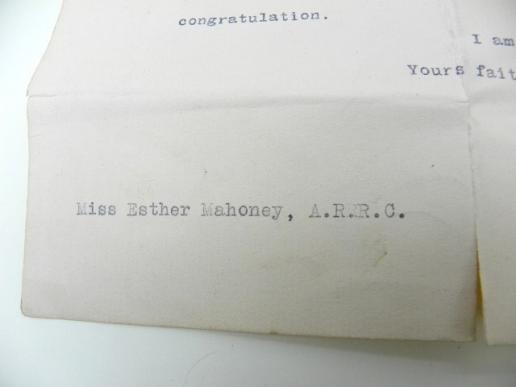 congratulation.
I am
Yours fait
Miss Esther Mahoney, A.R.R.C.